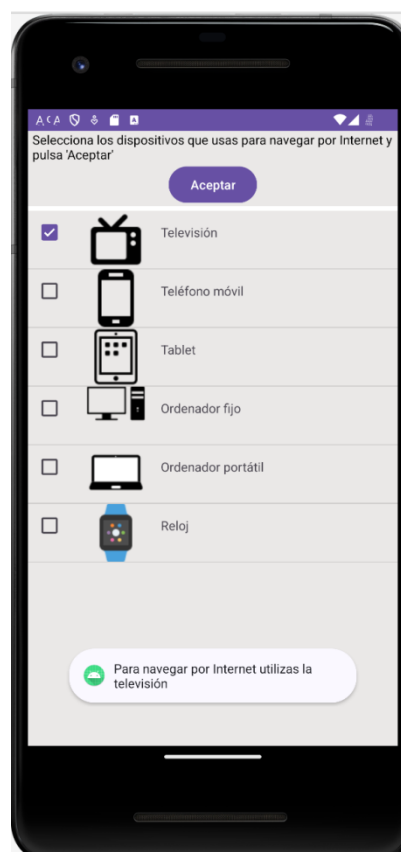 Selecciona los dispositivos que usas para navegar por Internet y
pulsa 'Aceptar'
Aceptar
Televisión
Teléfono móvil
Tablet
Ordenador fijo
Ordenador portátil
Reloj
Para navegar por Internet utilizas la
televisión